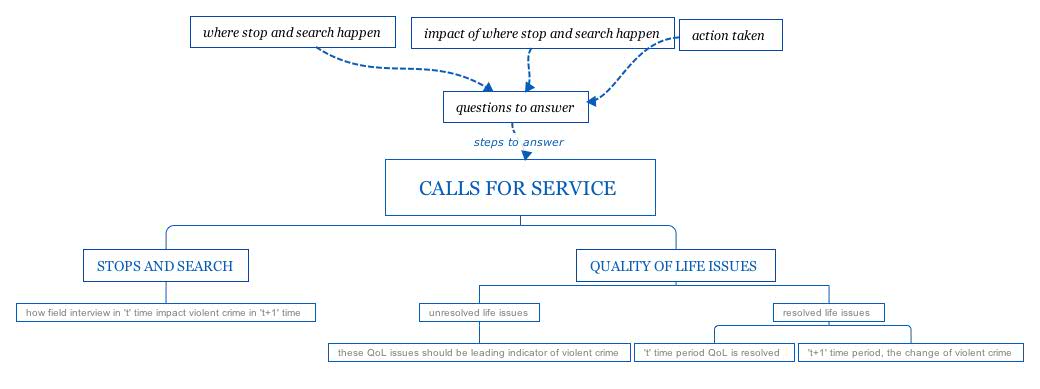 where stop and search happen
impact of where stop and search happen
action taken
questions to answer
steps to answer
CALLS FOR SERVICE
STOPS AND SEARCH
QUALITY OF LIFE ISSUES
how field interview in 't' time impact violent crime in 't+1' time
unresolved life issues
resolved life issues
these QoL issues should be leading indicator of violent crime
't' time period QoL is resolved
't+1' time period, the change of violent crime